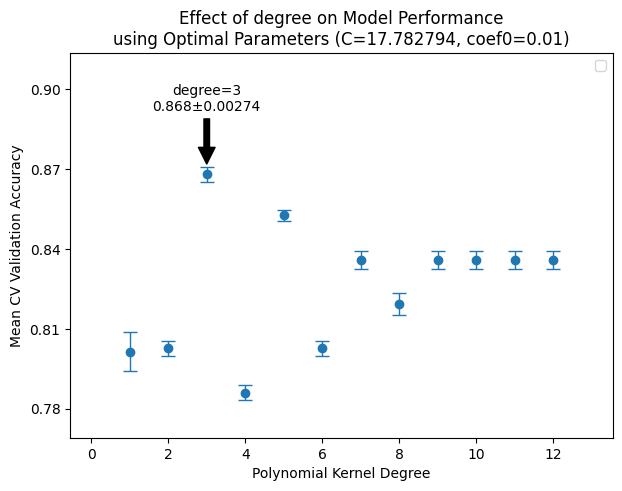 Effect of degree on Model Performance
using Optimal Parameters (C=17.782794, coef0=0.01)
degree=3
0.868±0.00274
0.90
0.87
0.84
0.81
0.78
Mean CV Validation Accuracy
0
2
4
6
8
10
12
Polynomial Kernel Degree